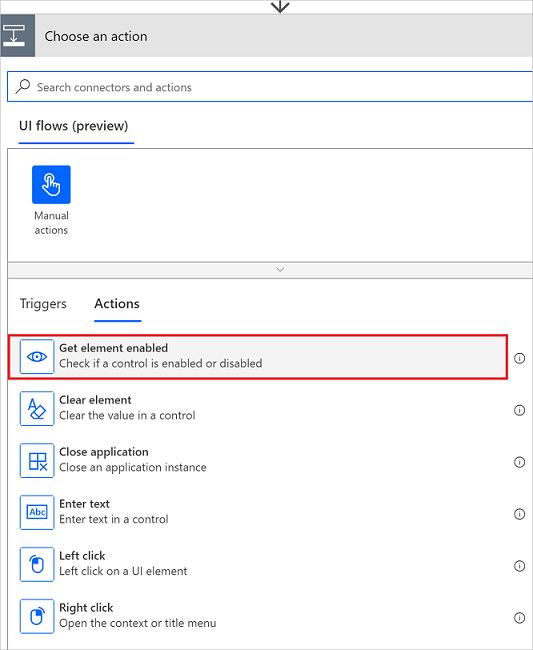 Choose an action
Search connectors and actions
UI flows (preview)
Manual
actions
Triggers
Actions
Get element enabled
Check if a control is enabled or disabled
Clear element
Clear the value in a control
Close application
Close an application instance
Abc
Enter text
Enter text in a control
Left click
Left click on a UI element
Right click
Open the context or title menu